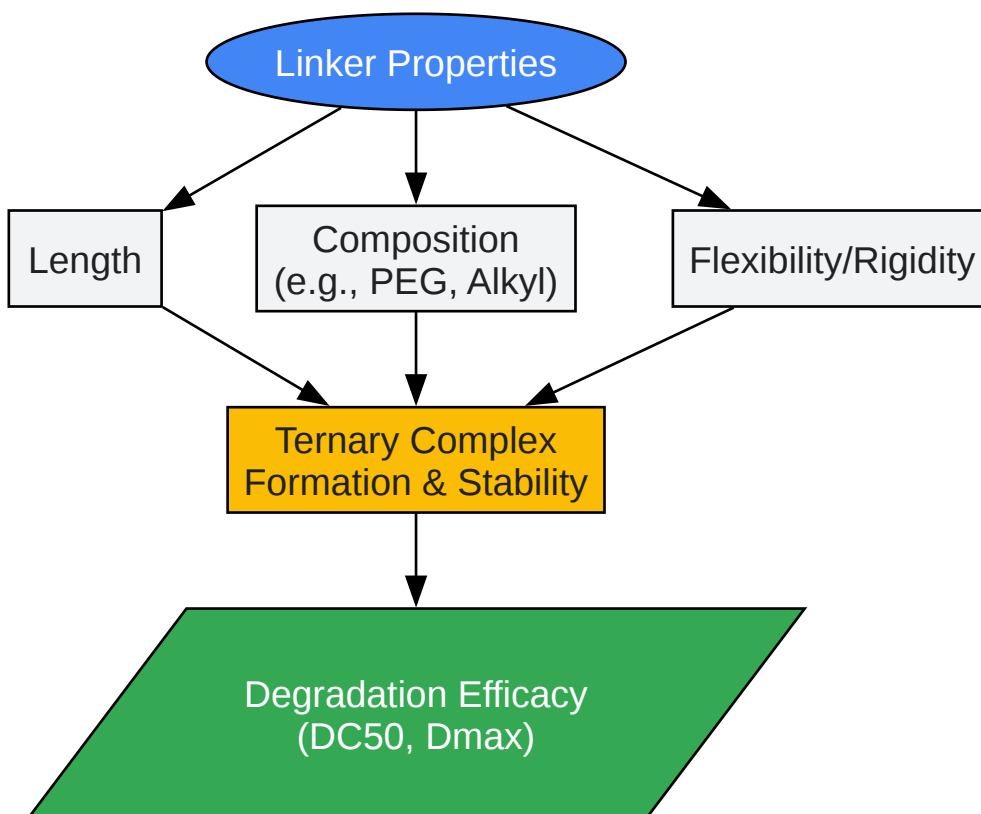 Linker Properties
Length
Composition
(e.g., PEG, Alkyl)
Flexibility/Rigidity
Ternary Complex
Formation & Stability
Degradation Efficacy
(DC50, Dmax)